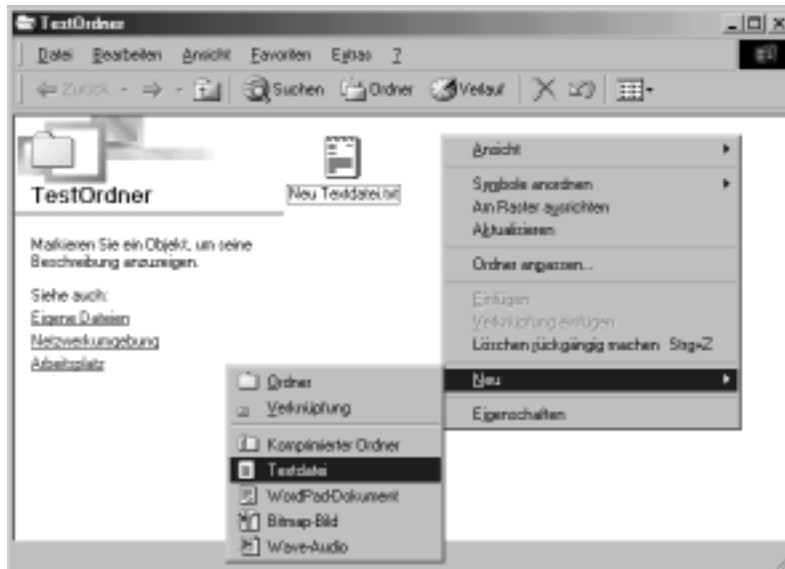 TestOrdner
Datei Bearbeiten Ansicht Favoriten Extras ?
Zurück Suchen Ordner Verlauf
TestOrdner
Markieren Sie ein Objekt, um seine
Beschreibung anzuzeigen.
Siehe auch:
Eigene Dateien
Netzwerkumgebung
Arbeitsplatz
Neu Textdatei.txt
Ansicht
Symbole anordnen
Am Raster ausrichten
Aktualisieren
Ordner anpassen...
Einfügen
Verknüpfung einfügen
Löschen rückgängig machen Strg+Z
Neu
Eigenschaften
Ordner
Verknüpfung
Komprimierter Ordner
Textdatei
WordPad-Dokument
Bitmap-Bild
Wave-Audio